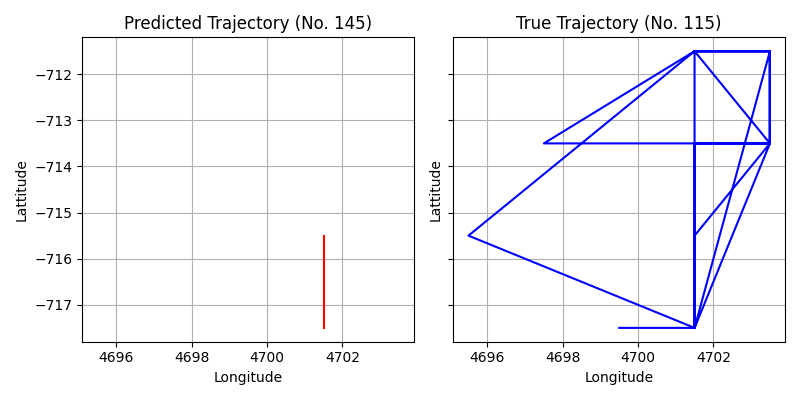 Predicted Trajectory (No. 145)
True Trajectory (No. 115)
Lattitude
−712
−713
−714
−715
−716
−717
4696
4698
4700
4702
Longitude
Lattitude
4696
4698
4700
4702
Longitude